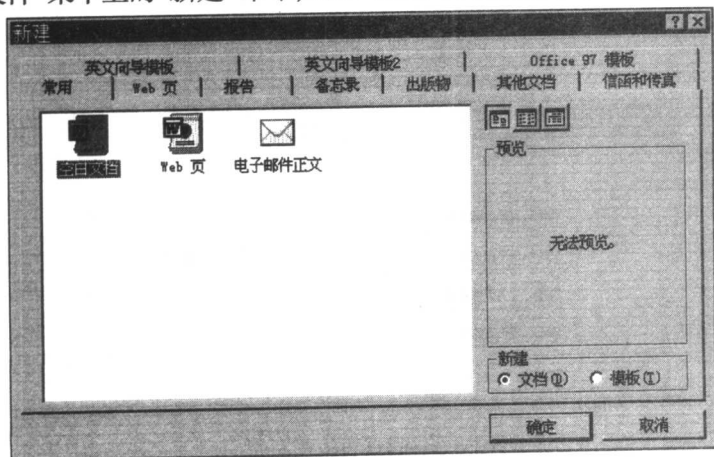 新建
英文向导模板 英文向导模板2 Office 97 模板
常用 Web 页 报告 备忘录 出版物 其他文档 信函和传真
空白文档 Web 页 电子邮件正文
预览
无法预览。
新建
文档(D) 模板(T)
确定 取消